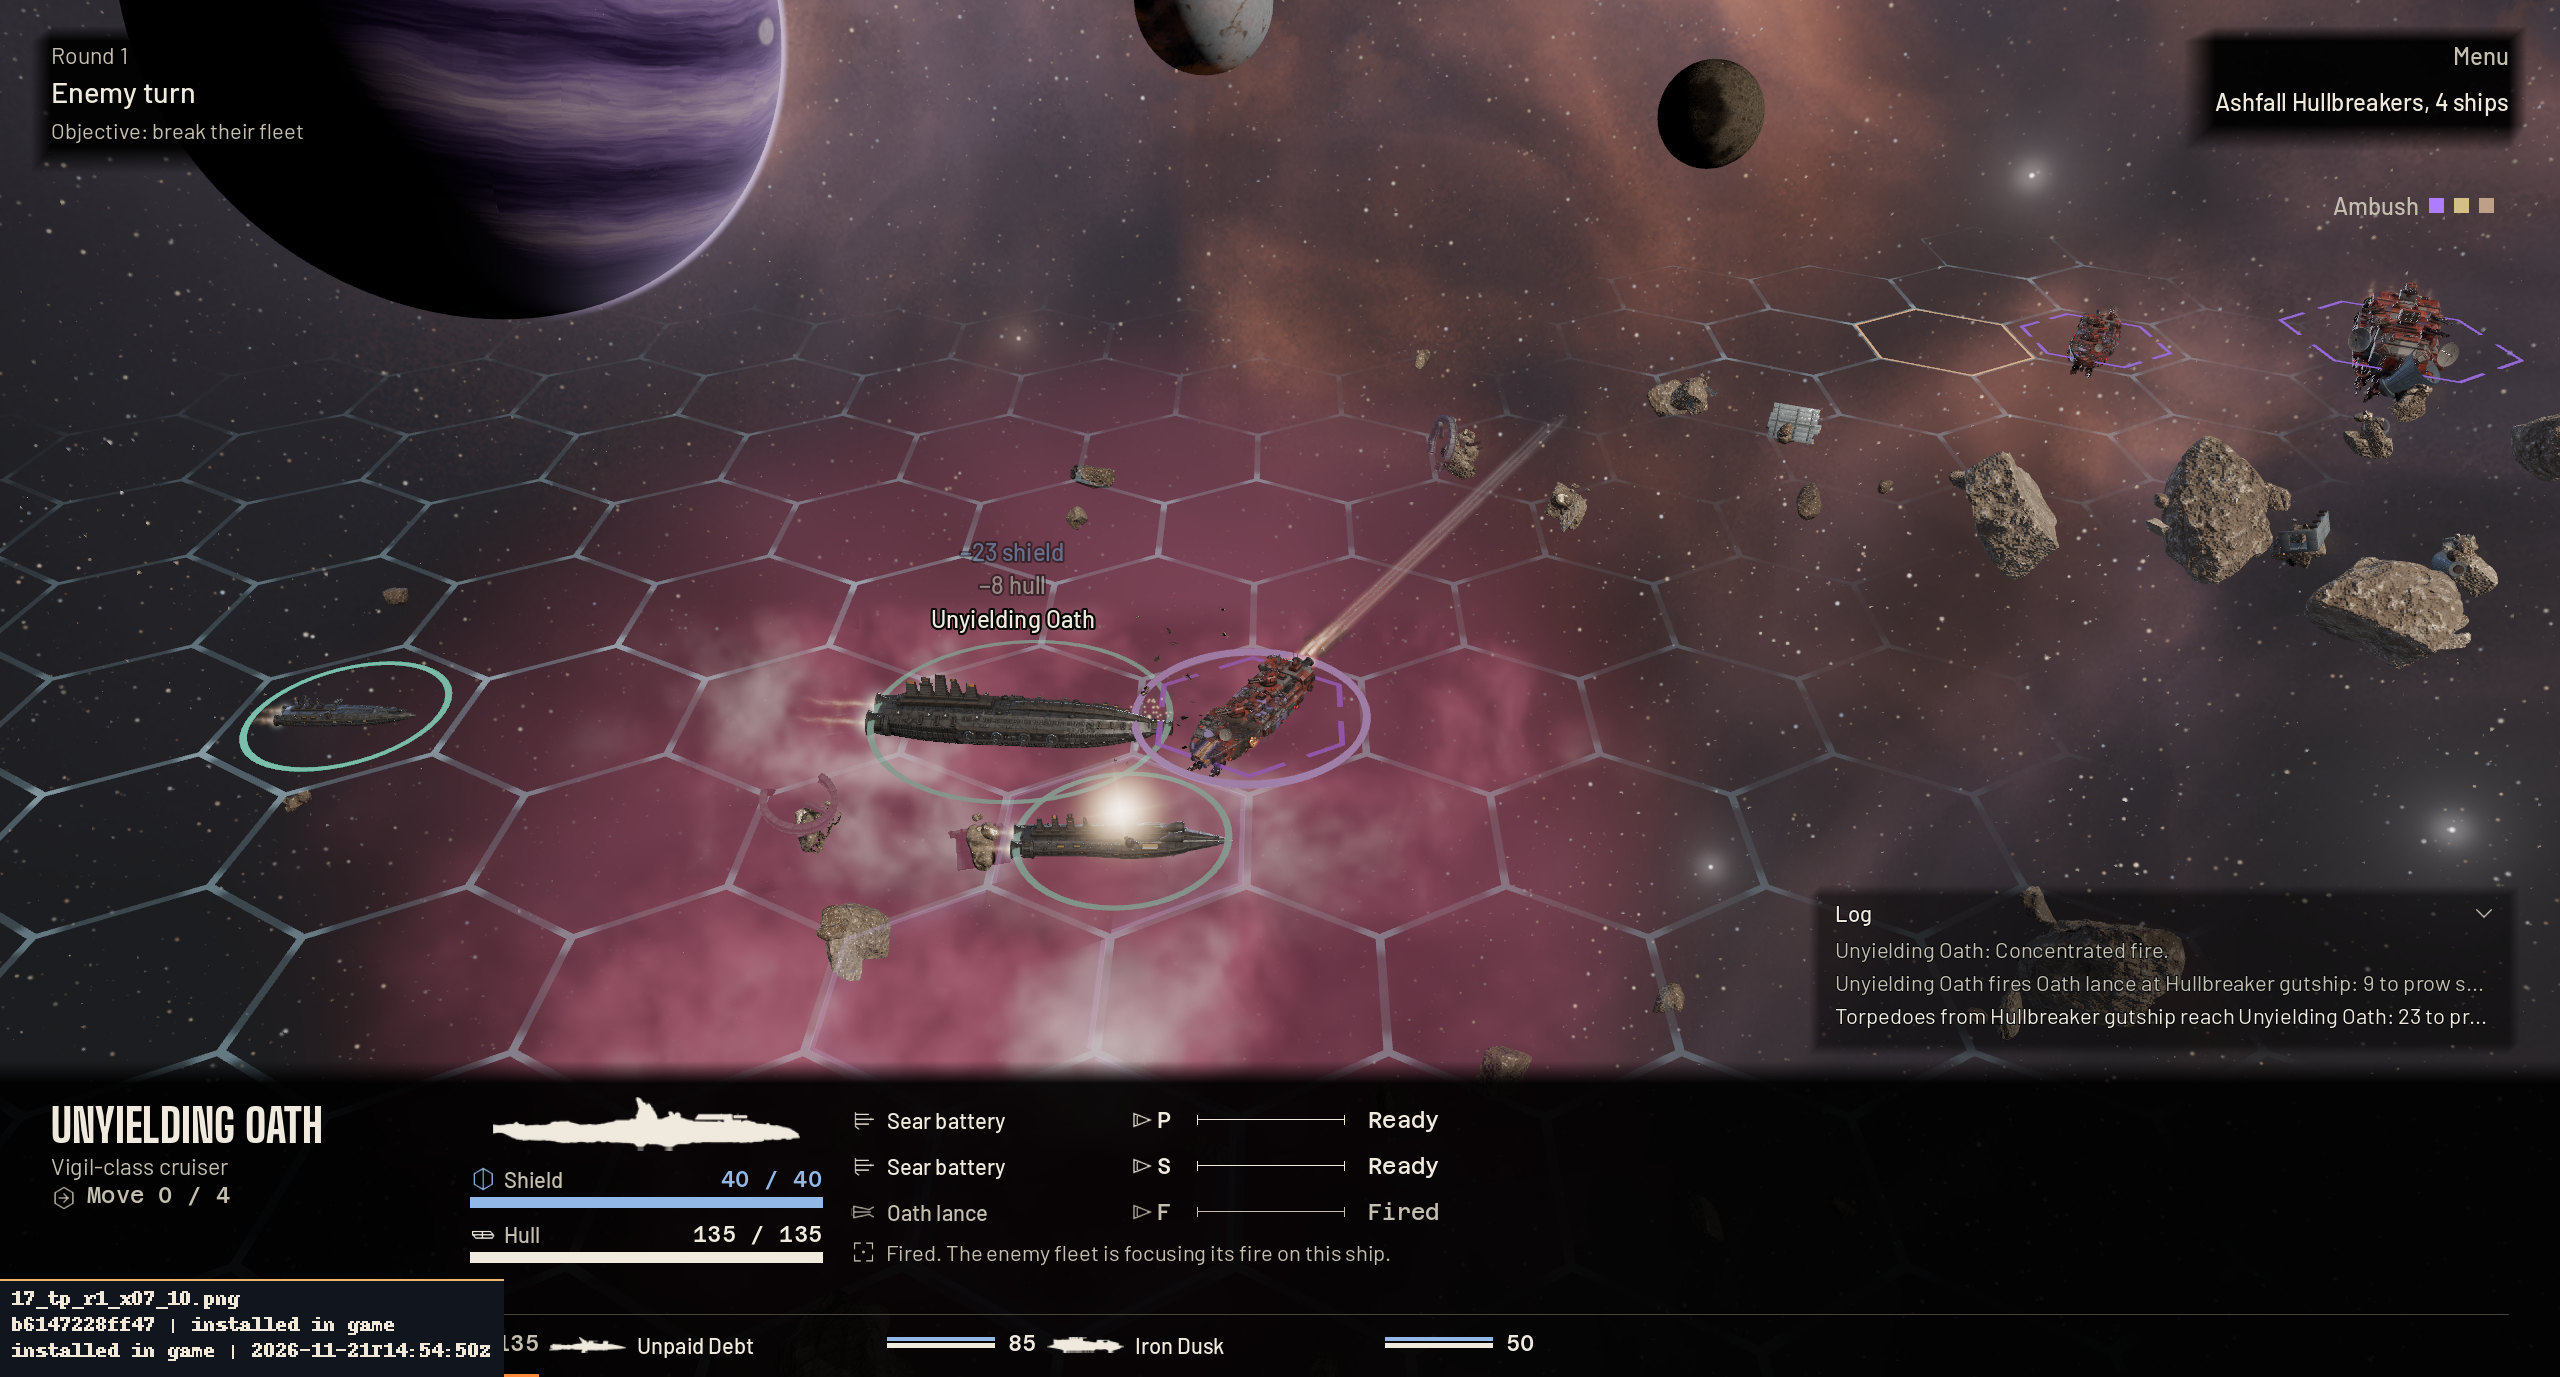 Round 1
Enemy turn
Objective: break their fleet
Menu
Ashfall Hullbreakers, 4 ships
Ambush
−23 shield
−8 hull
Unyielding Oath
Log
Unyielding Oath: Concentrated fire.
Unyielding Oath fires Oath lance at Hullbreaker gutship: 9 to prow s...
Torpedoes from Hullbreaker gutship reach Unyielding Oath: 23 to pr...
UNYIELDING OATH
Vigil-class cruiser
Move 0 / 4
Shield 40 / 40
Hull 135 / 135
Sear battery P Ready
Sear battery S Ready
Oath lance F Fired
Fired. The enemy fleet is focusing its fire on this ship.
17_tp_r1_x07_10.png
b6147228ff47 | installed in game
installed in game | 2026-11-21r14:54:50z
135 Unpaid Debt 85 Iron Dusk 50